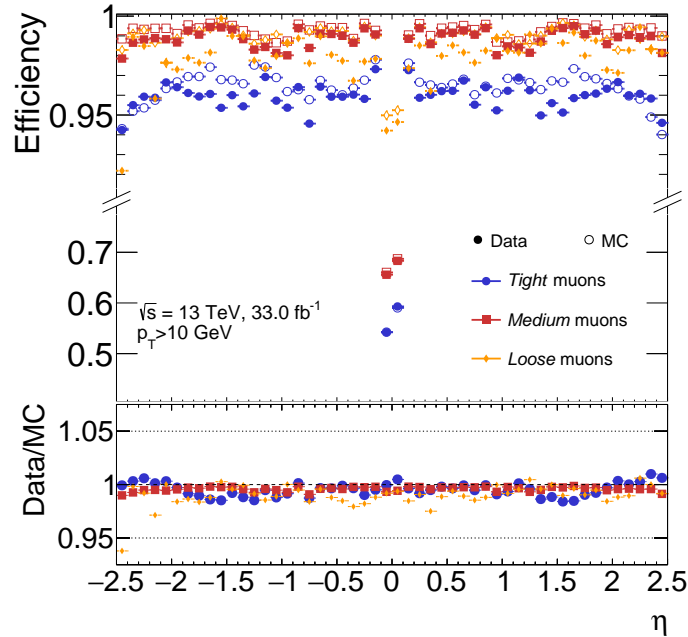 1
Efficiency
0.95
0.7
0.6
0.5
Data MC
Tight muons
Medium muons
Loose muons
√s = 13 TeV, 33.0 fb⁻¹
p_T>10 GeV
Data/MC
1.05
1
0.95
−2.5 −2 −1.5 −1 −0.5 0 0.5 1 1.5 2 2.5
η